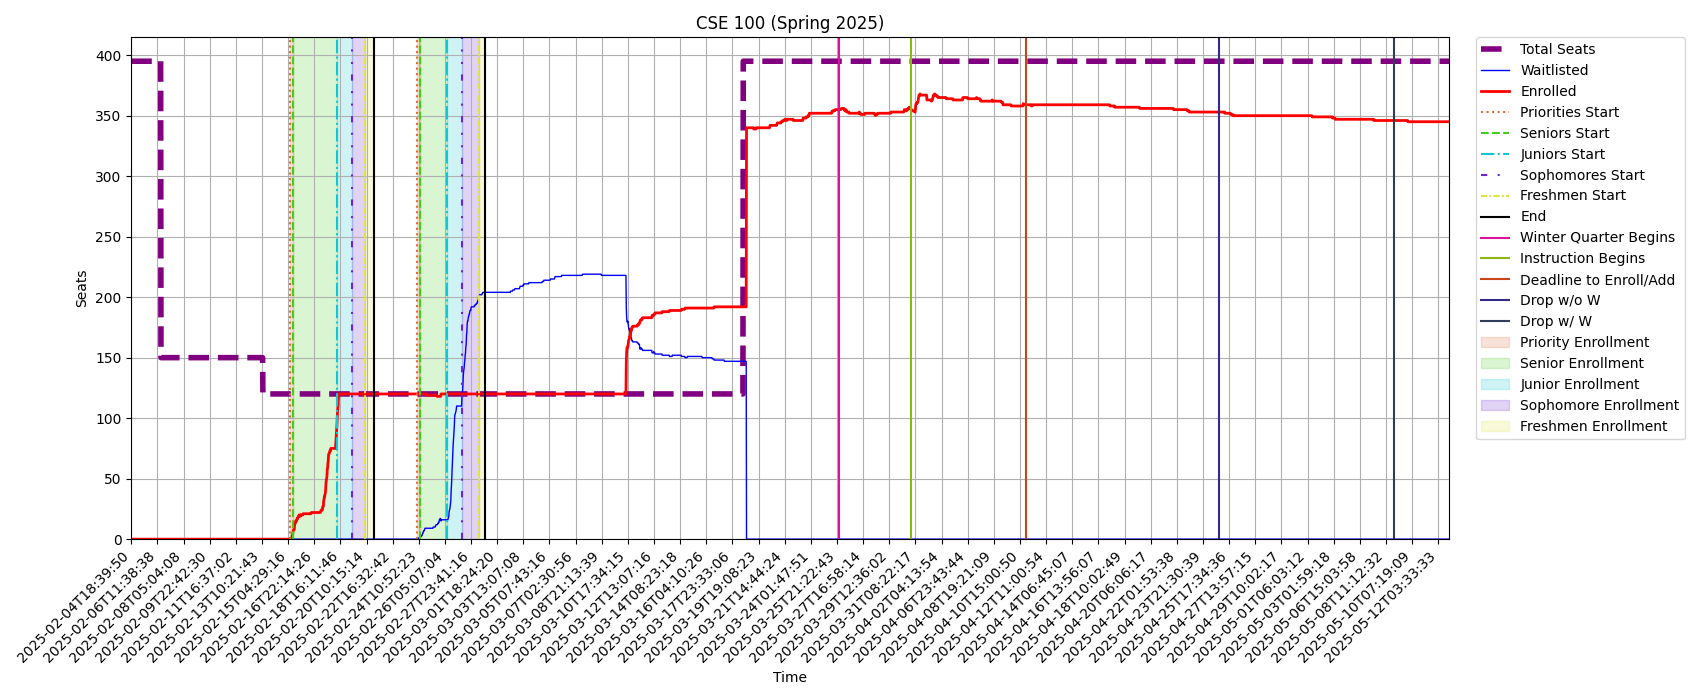 CSE 100 (Spring 2025)
400
350
300
250
200
150
100
50
0
Seats
2025-02-04T18:39:50
2025-02-06T11:38:38
2025-02-08T05:04:08
2025-02-09T22:42:30
2025-02-11T16:37:02
2025-02-13T10:21:43
2025-02-15T04:29:16
2025-02-16T22:14:26
2025-02-18T16:11:46
2025-02-20T10:15:14
2025-02-22T16:32:42
2025-02-24T10:52:23
2025-02-26T05:07:04
2025-02-27T23:41:16
2025-03-01T18:24:20
2025-03-03T13:07:08
2025-03-05T07:43:16
2025-03-07T02:30:56
2025-03-08T21:13:39
2025-03-10T17:34:15
2025-03-12T13:07:16
2025-03-14T08:23:18
2025-03-16T04:10:26
2025-03-17T23:33:06
2025-03-19T19:08:23
2025-03-21T14:44:24
2025-03-24T01:47:51
2025-03-25T21:22:43
2025-03-27T16:58:14
2025-03-29T12:36:02
2025-03-31T08:22:17
2025-04-02T04:13:54
2025-04-06T23:43:44
2025-04-08T19:21:09
2025-04-10T15:00:50
2025-04-12T11:00:54
2025-04-14T06:45:07
2025-04-16T13:56:07
2025-04-18T10:02:49
2025-04-20T06:06:17
2025-04-22T01:53:38
2025-04-23T21:30:39
2025-04-27T17:34:36
2025-04-27T13:57:15
2025-04-29T10:02:17
2025-05-01T06:03:12
2025-05-03T01:59:18
2025-05-06T15:03:58
2025-05-08T11:12:32
2025-05-10T07:19:09
2025-05-12T03:33:33
Time
Total Seats
Waitlisted
Enrolled
Priorities Start
Seniors Start
Juniors Start
Sophomores Start
Freshmen Start
End
Winter Quarter Begins
Instruction Begins
Deadline to Enroll/Add
Drop w/o W
Drop w/ W
Priority Enrollment
Senior Enrollment
Junior Enrollment
Sophomore Enrollment
Freshmen Enrollment